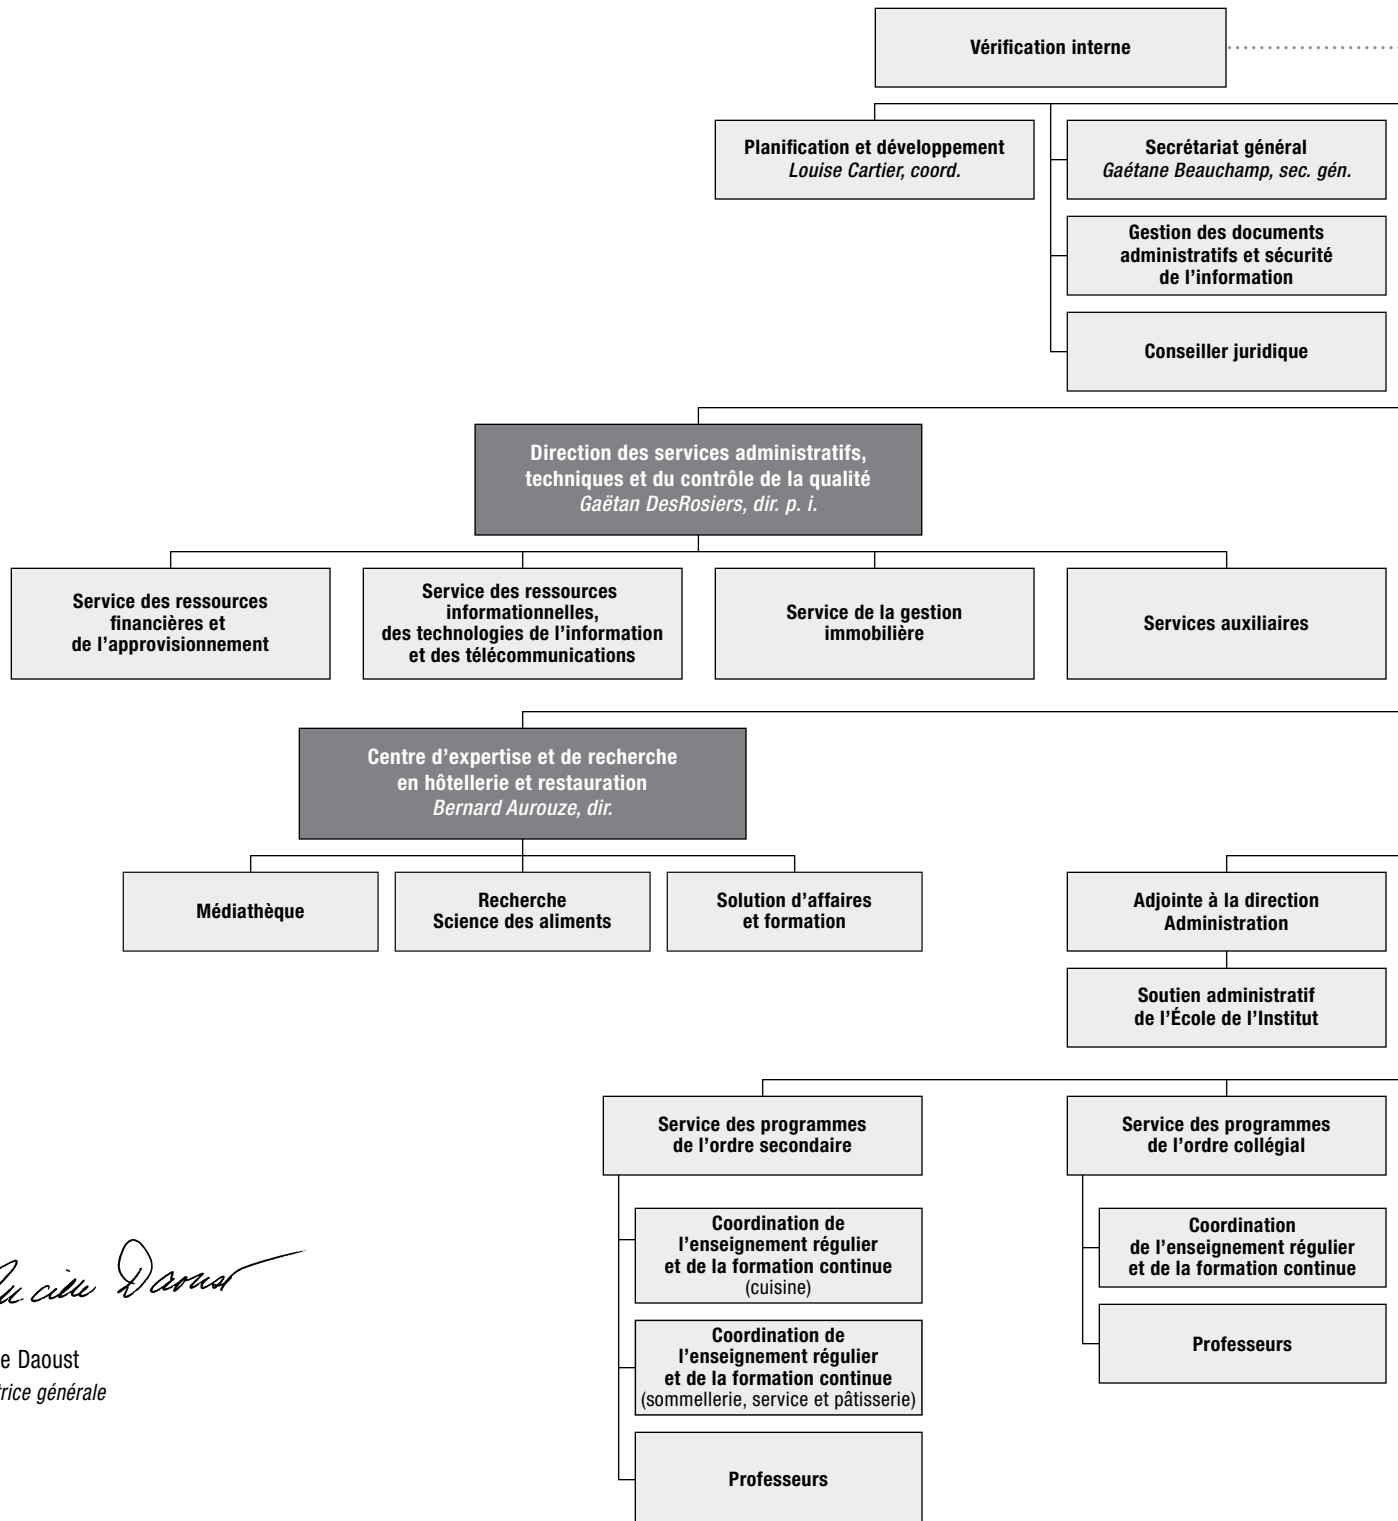 Vérification interne
Planification et développement
Louise Cartier, coord.
Secrétariat général
Gaétane Beauchamp, sec. gén.
Gestion des documents
administratifs et sécurité
de l'information
Conseiller juridique
Direction des services administratifs,
techniques et du contrôle de la qualité
Gaëtan DesRosiers, dir. p. i.
Service des ressources
financières et
de l'approvisionnement
Service des ressources
informationnelles,
des technologies de l'information
et des télécommunications
Service de la gestion
immobilière
Services auxiliaires
Centre d'expertise et de recherche
en hôtellerie et restauration
Bernard Aurouze, dir.
Médiathèque
Recherche
Science des aliments
Solution d'affaires
et formation
Adjointe à la direction
Administration
Soutien administratif
de l'École de l'Institut
Service des programmes
de l'ordre secondaire
Coordination de
l'enseignement régulier
et de la formation continue
(cuisine)
Coordination de
l'enseignement régulier
et de la formation continue
(sommellerie, service et pâtisserie)
Professeurs
Service des programmes
de l'ordre collégial
Coordination
de l'enseignement régulier
et de la formation continue
Professeurs
Daoust
e Daoust
rice générale